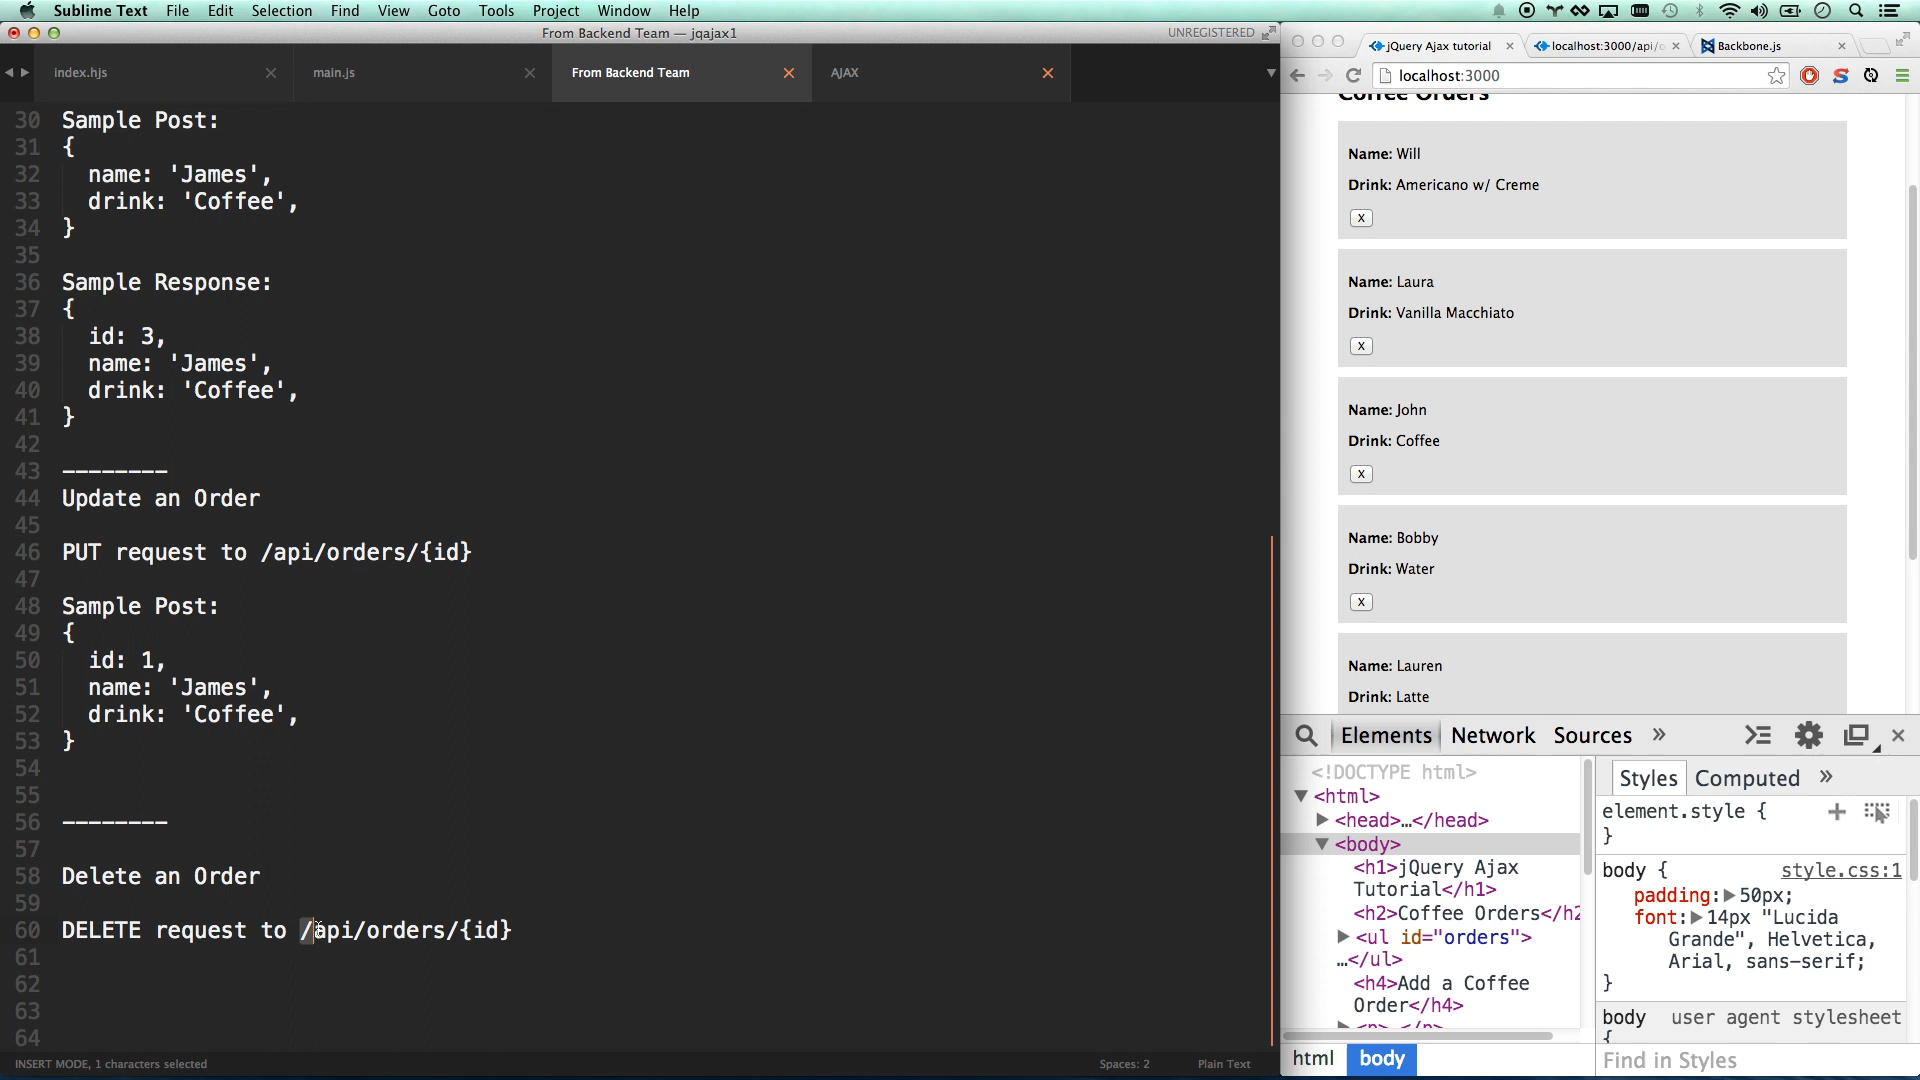 Sublime Text File Edit Selection Find View Goto Tools Project Window Help
From Backend Team — jqajax1
UNREGISTERED
index.hjs
main.js
From Backend Team
AJAX
30 Sample Post:
31 {
32 name: 'James',
33 drink: 'Coffee',
34 }
35
36 Sample Response:
37 {
38 id: 3,
39 name: 'James',
40 drink: 'Coffee',
41 }
42
43 --------
44 Update an Order
45
46 PUT request to /api/orders/{id}
47
48 Sample Post:
49 {
50 id: 1,
51 name: 'James',
52 drink: 'Coffee',
53 }
54
55
56 --------
57
58 Delete an Order
59
60 DELETE request to /api/orders/{id}
61
62
63
64
INSERT MODE, 1 characters selected
Spaces: 2
Plain Text
jQuery Ajax tutorial
localhost:3000/api/o
Backbone.js
localhost:3000
Coffee Orders
Name: Will
Drink: Americano w/ Creme
X
Name: Laura
Drink: Vanilla Macchiato
X
Name: John
Drink: Coffee
X
Name: Bobby
Drink: Water
X
Name: Lauren
Drink: Latte
Elements Network Sources »
<!DOCTYPE html>
▼<html>
▶<head>…</head>
▼<body>
<h1>jQuery Ajax
Tutorial</h1>
<h2>Coffee Orders</h2
▶<ul id="orders">
…</ul>
<h4>Add a Coffee
Order</h4>
▶<p>…</p>
html body
Styles Computed »
element.style {
}
body { style.css:1
padding:▶50px;
font:▶14px "Lucida
Grande", Helvetica,
Arial, sans-serif;
}
body user agent stylesheet
{
Find in Styles